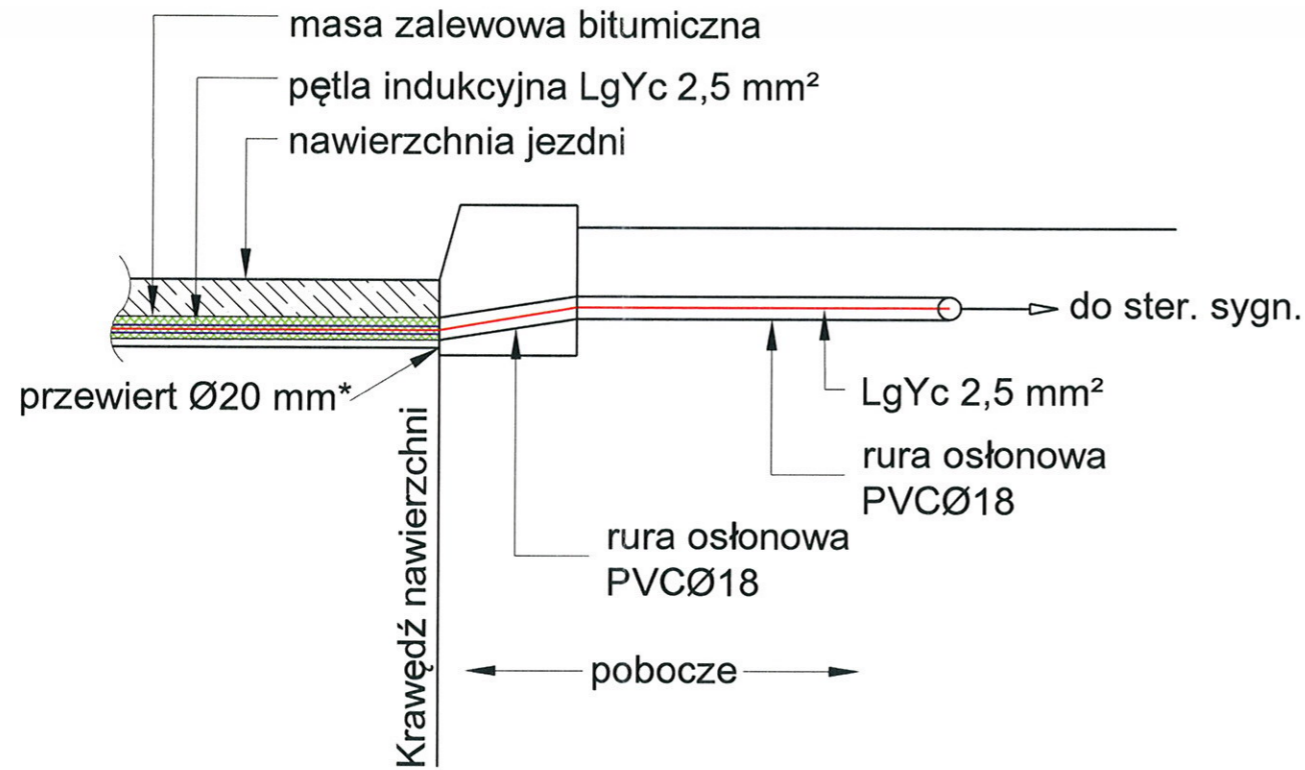 masa zalewowa bitumiczna
pętla indukcyjna LgYc 2,5 mm²
nawierzchnia jezdni
do ster. sygn.
przewiert Ø20 mm*
LgYc 2,5 mm²
rura osłonowa
PVCØ18
rura osłonowa
PVCØ18
Krawędź nawierzchni
pobocze